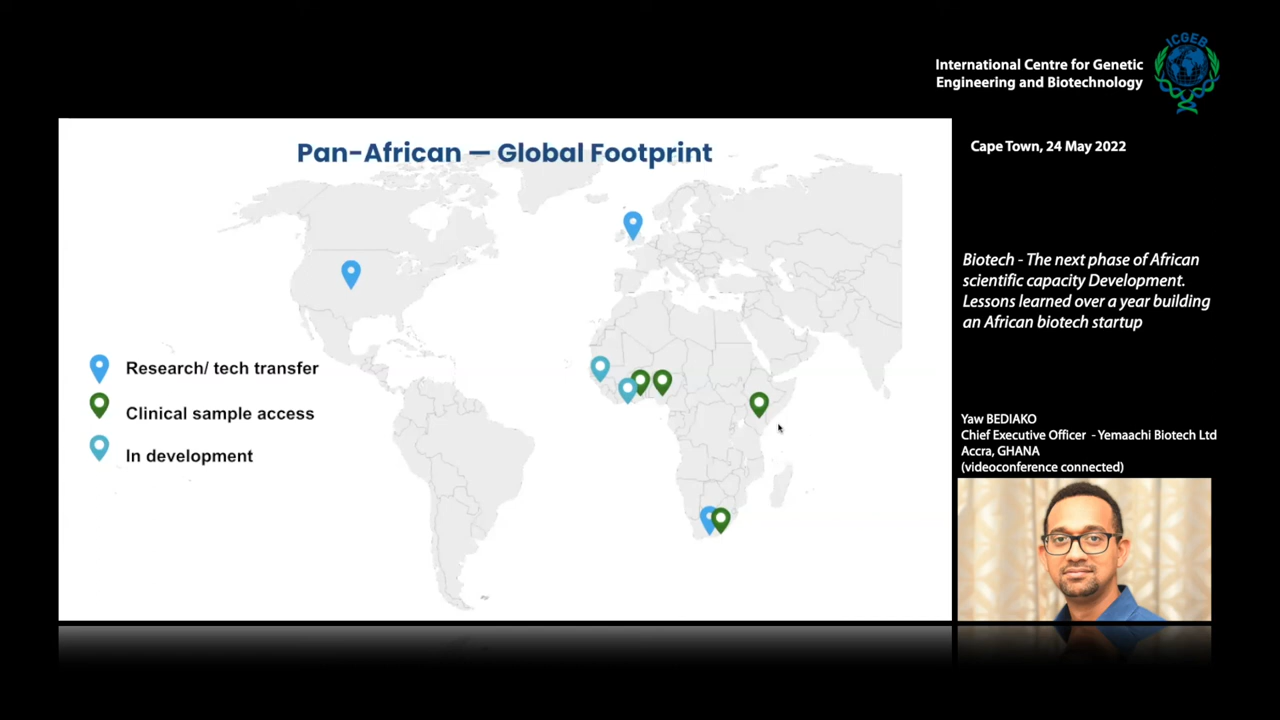 ICGEB
International Centre for Genetic
Engineering and Biotechnology
Pan-African — Global Footprint
Cape Town, 24 May 2022
Research/ tech transfer
Clinical sample access
In development
Biotech - The next phase of African
scientific capacity Development.
Lessons learned over a year building
an African biotech startup
Yaw BEDIAKO
Chief Executive Officer - Yemaachi Biotech Ltd
Accra, GHANA
(videoconference connected)